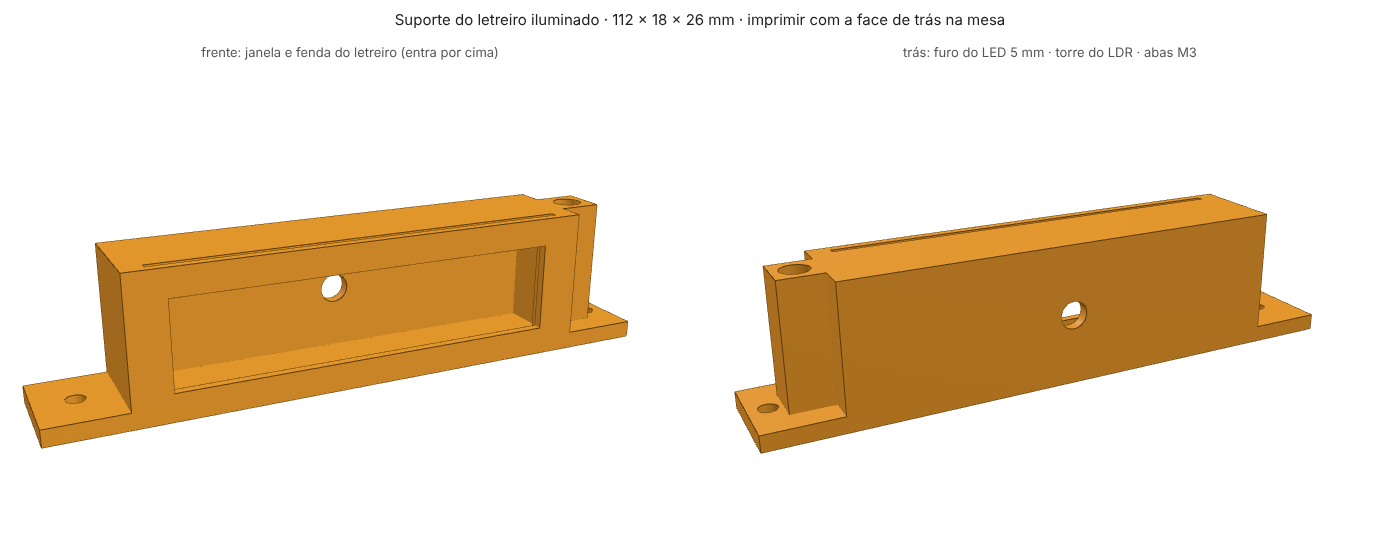 Suporte do letreiro iluminado · 112 × 18 × 26 mm · imprimir com a face de trás na mesa
frente: janela e fenda do letreiro (entra por cima)
trás: furo do LED 5 mm · torre do LDR · abas M3